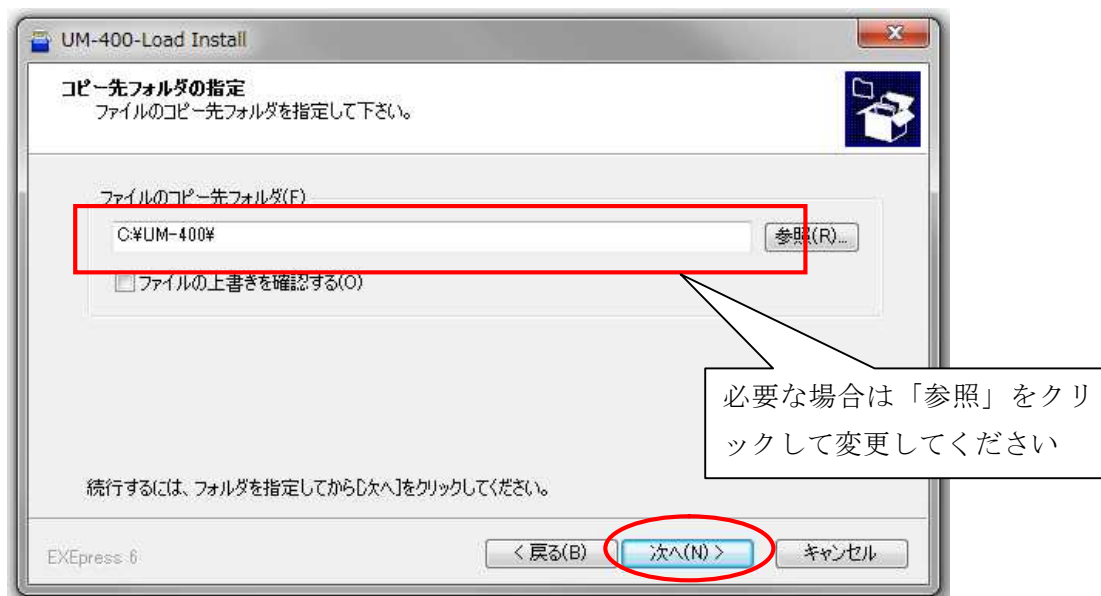 UM-400-Load Install
コピー先フォルダの指定
ファイルのコピー先フォルダを指定して下さい。
ファイルのコピー先フォルダ(F)
C:¥UM-400¥
参照(R)...
ファイルの上書きを確認する(O)
必要な場合は「参照」をクリ
ックして変更してください
続行するには、フォルダを指定してから[次へ]をクリックしてください。
EXEpress 6
< 戻る(B)
次へ(N) >
キャンセル